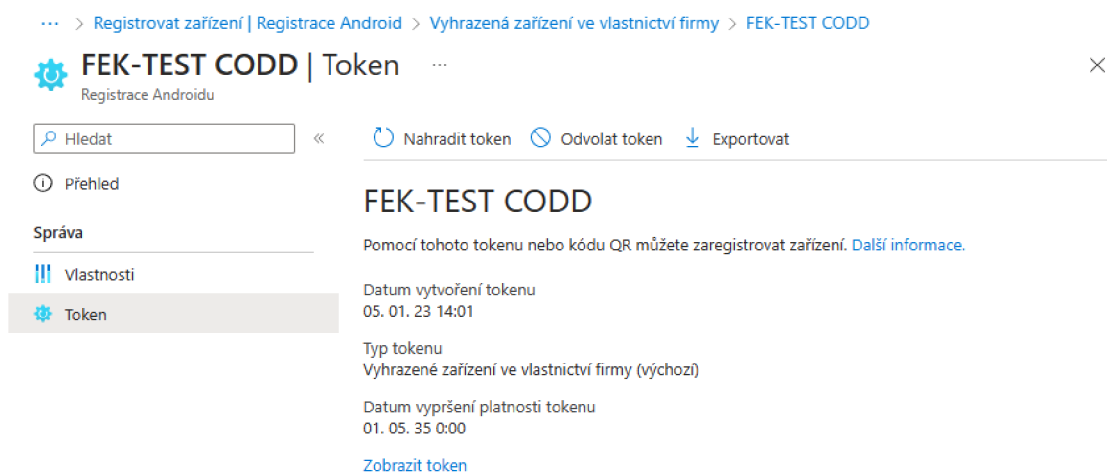 ··· > Registrovat zařízení | Registrace Android > Vyhrazená zařízení ve vlastnictví firmy > FEK-TEST CODD
FEK-TEST CODD | Token ···
Registrace Androidu
Hledat «
Nahradit token Odvolat token Exportovat
Přehled
Správa
Vlastnosti
Token
FEK-TEST CODD
Pomocí tohoto tokenu nebo kódu QR můžete zaregistrovat zařízení. Další informace.
Datum vytvoření tokenu
05. 01. 23 14:01
Typ tokenu
Vyhrazené zařízení ve vlastnictví firmy (výchozí)
Datum vypršení platnosti tokenu
01. 05. 35 0:00
Zobrazit token